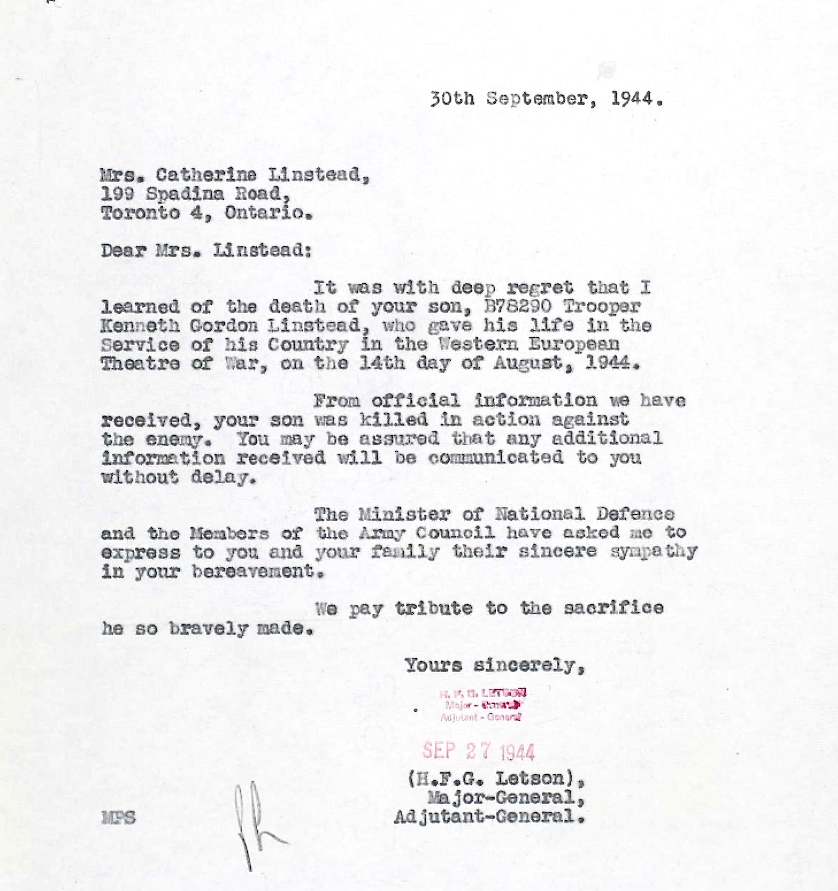 30th September, 1944.
Mrs. Catherine Linstead,
199 Spadina Road,
Toronto 4, Ontario.
Dear Mrs. Linstead:
It was with deep regret that I
learned of the death of your son, B78290 Trooper
Kenneth Gordon Linstead, who gave his life in the
Service of his Country in the Western European
Theatre of War, on the 14th day of August, 1944.
From official information we have
received, your son was killed in action against
the enemy. You may be assured that any additional
information received will be communicated to you
without delay.
The Minister of National Defence
and the Members of the Army Council have asked me to
express to you and your family their sincere sympathy
in your bereavement.
We pay tribute to the sacrifice
he so bravely made.
Yours sincerely,
H. F. G. LETSON
Major - General
Adjutant - General
SEP 27 1944
(H.F.G. Letson),
Major-General,
MPS
Adjutant-General.